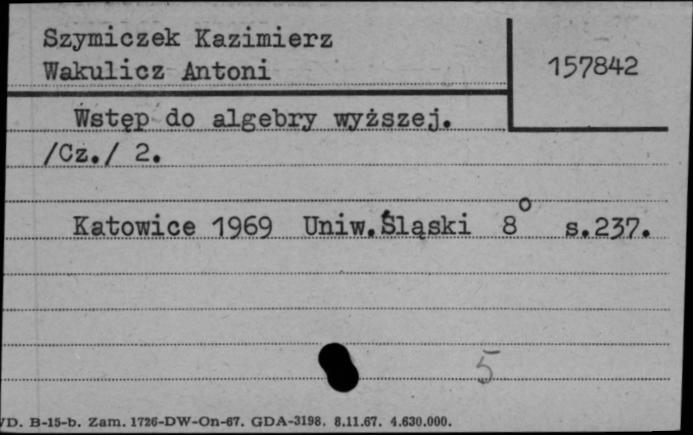 Szymiczek Kazimierz
Wakulicz Antoni
157842
Wstęp do algebry wyższej.
/Cz./ 2.
Katowice 1969 Uniw.Śląski 8° s.237.
5
VD. B-15-b. Zam. 1726-DW-On-67. GDA-3198. 8.11.67. 4.630.000.